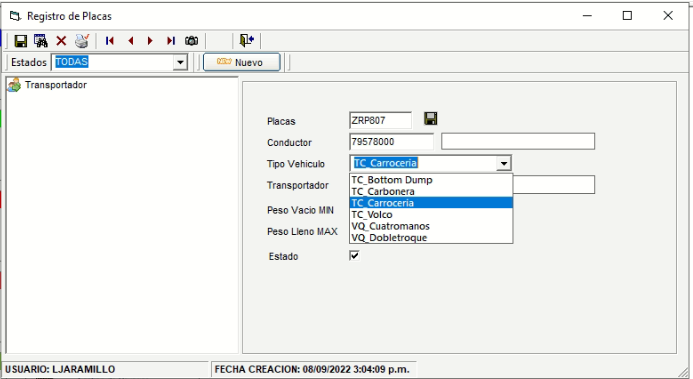 Registro de Placas
Estados TODAS Nuevo
Transportador
Placas ZRP807
Conductor 79578000
Tipo Vehiculo TC_Carroceria
Transportador
TC_Bottom Dump
TC_Carbonera
TC_Carroceria
TC_Volco
VQ_Cuatromanos
VQ_Dobletroque
Peso Vacio MIN
Peso Lleno MAX
Estado
USUARIO: LJARAMILLO FECHA CREACION: 08/09/2022 3:04:09 p.m.